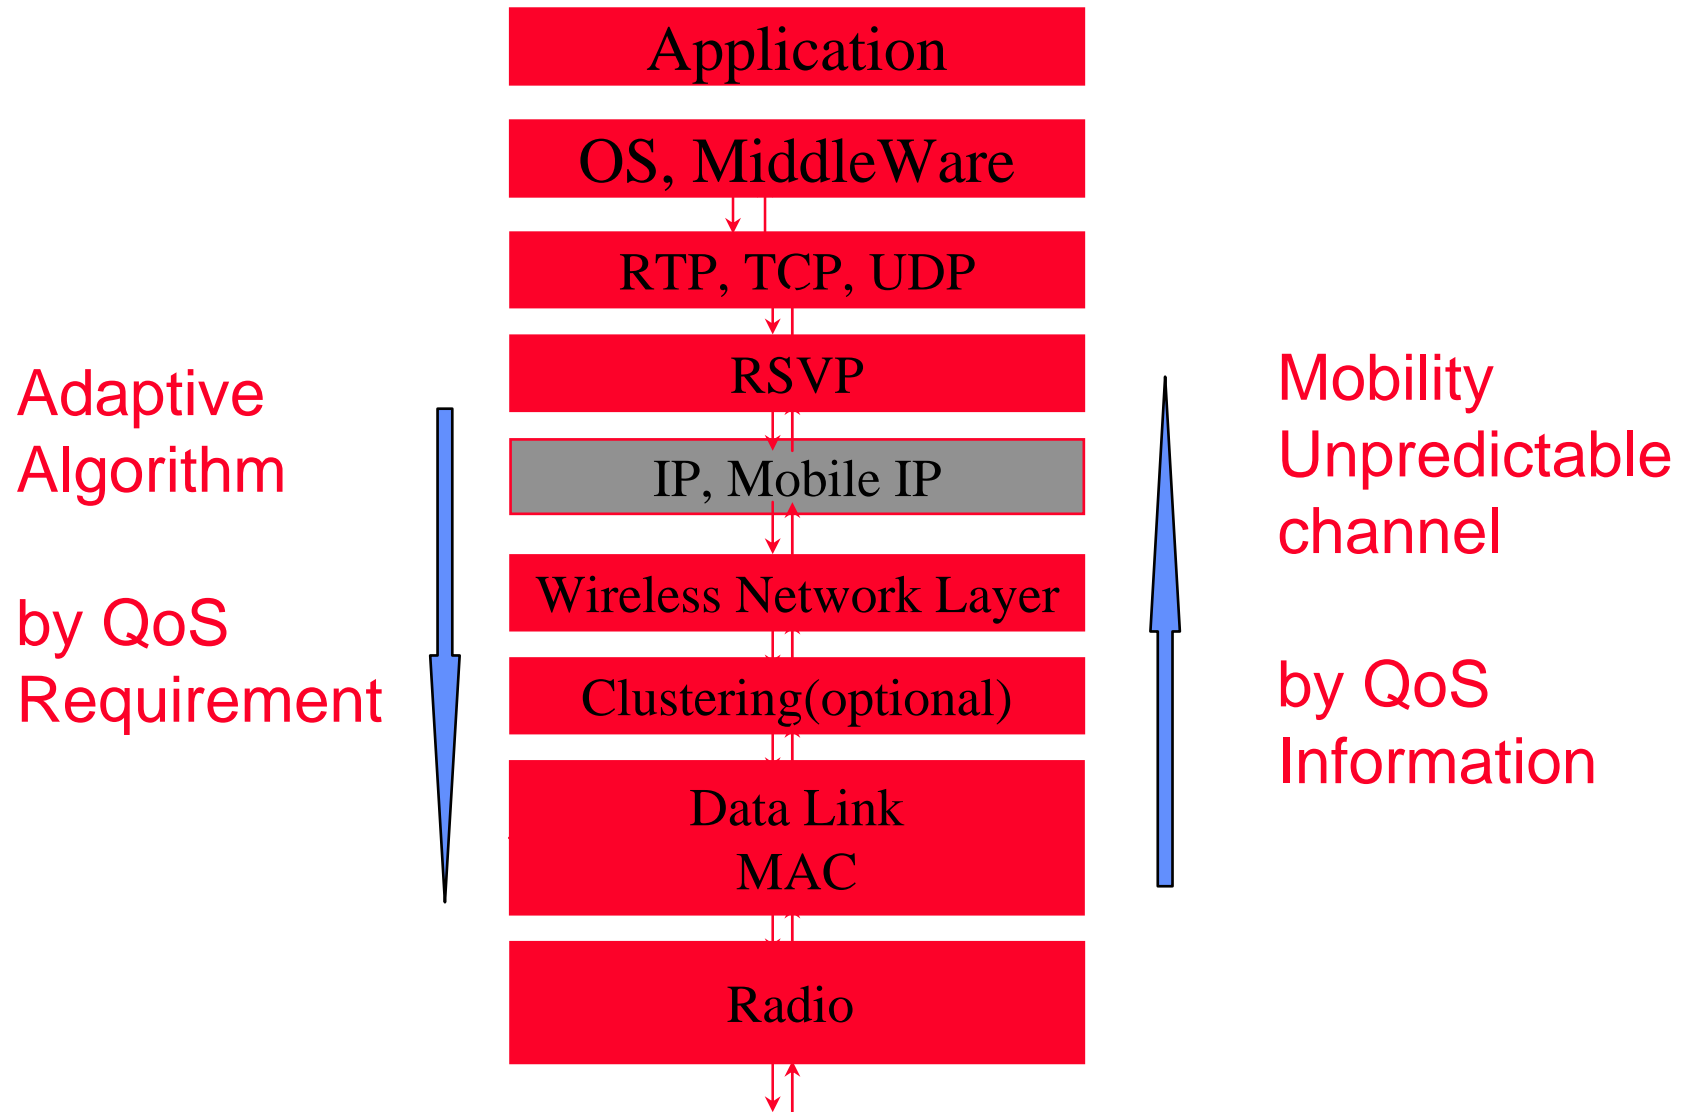 Application
OS, MiddleWare
RTP, TCP, UDP
RSVP
IP, Mobile IP
Wireless Network Layer
Clustering(optional)
Data Link
MAC
Radio
Adaptive
Algorithm
by QoS
Requirement
Mobility
Unpredictable
channel
by QoS
Information